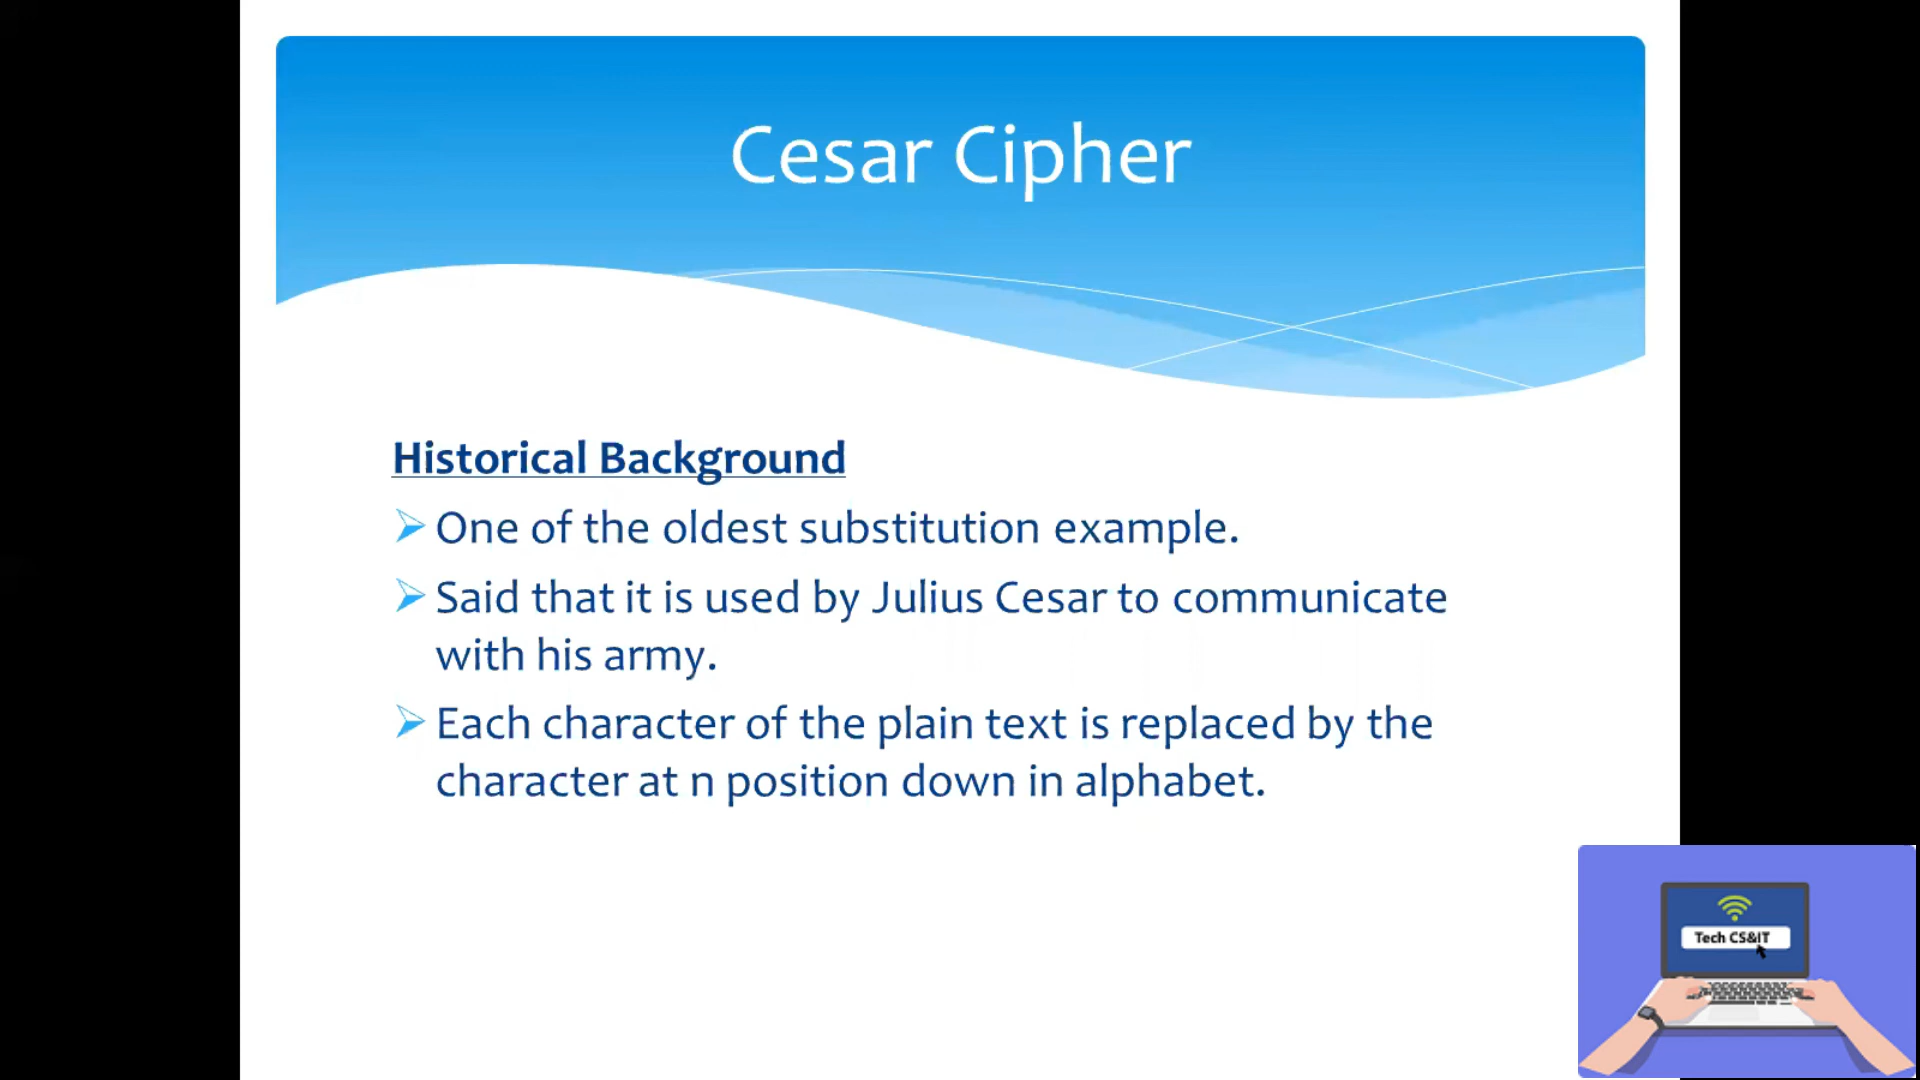 Cesar Cipher
Historical Background
One of the oldest substitution example.
Said that it is used by Julius Cesar to communicate
with his army.
Each character of the plain text is replaced by the
character at n position down in alphabet.
Tech CS&IT